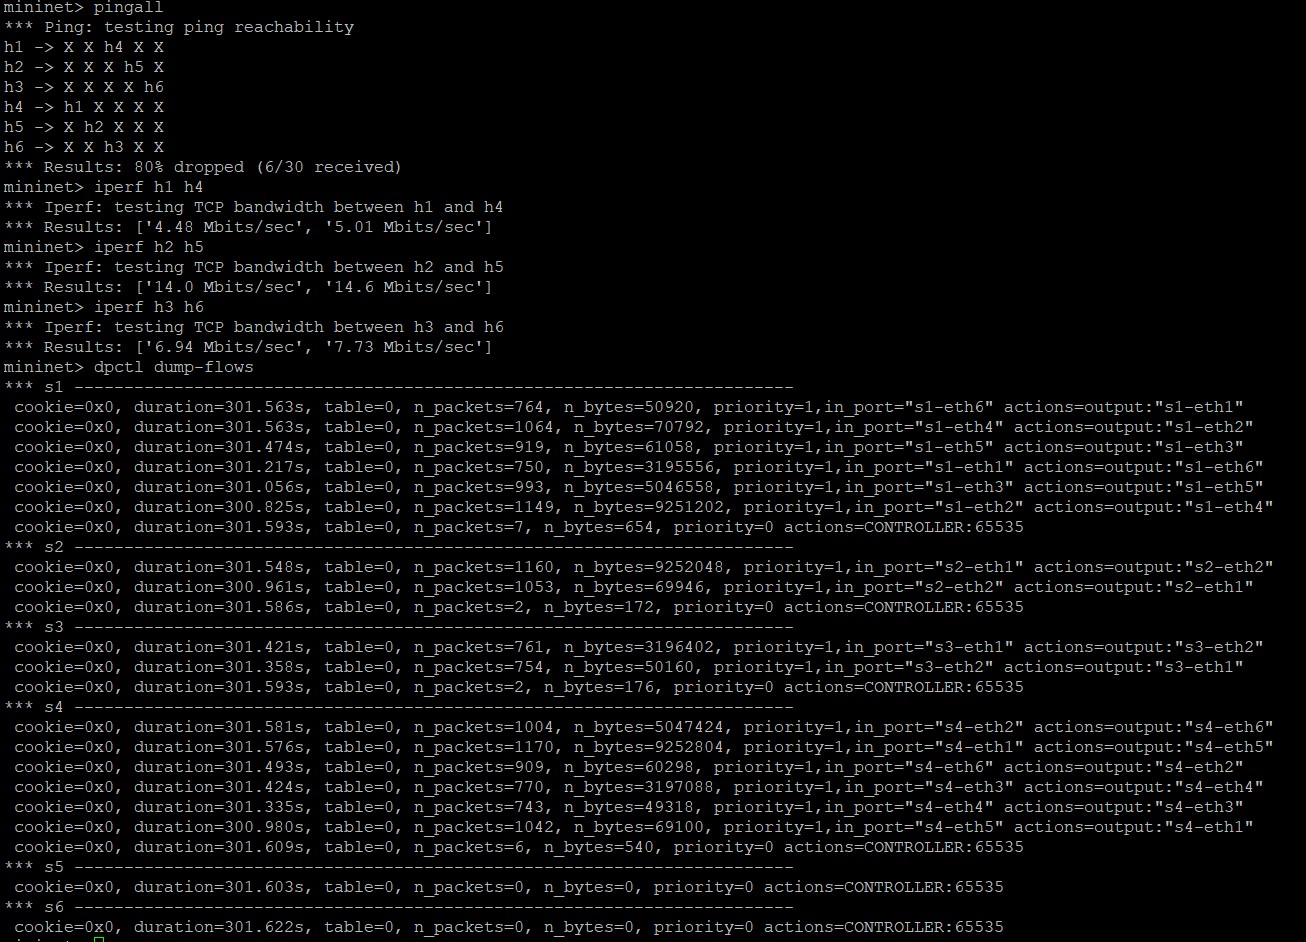 mininet> pingall
*** Ping: testing ping reachability
h1 -> X X h4 X X
h2 -> X X X h5 X
h3 -> X X X X h6
h4 -> h1 X X X X
h5 -> X h2 X X X
h6 -> X X h3 X X
*** Results: 80% dropped (6/30 received)
mininet> iperf h1 h4
*** Iperf: testing TCP bandwidth between h1 and h4
*** Results: ['4.48 Mbits/sec', '5.01 Mbits/sec']
mininet> iperf h2 h5
*** Iperf: testing TCP bandwidth between h2 and h5
*** Results: ['14.0 Mbits/sec', '14.6 Mbits/sec']
mininet> iperf h3 h6
*** Iperf: testing TCP bandwidth between h3 and h6
*** Results: ['6.94 Mbits/sec', '7.73 Mbits/sec']
mininet> dpctl dump-flows
*** s1 ------------------------------------------------------------------------
 cookie=0x0, duration=301.563s, table=0, n_packets=764, n_bytes=50920, priority=1,in_port="s1-eth6" actions=output:"s1-eth1"
 cookie=0x0, duration=301.563s, table=0, n_packets=1064, n_bytes=70792, priority=1,in_port="s1-eth4" actions=output:"s1-eth2"
 cookie=0x0, duration=301.474s, table=0, n_packets=919, n_bytes=61058, priority=1,in_port="s1-eth5" actions=output:"s1-eth3"
 cookie=0x0, duration=301.217s, table=0, n_packets=750, n_bytes=3195556, priority=1,in_port="s1-eth1" actions=output:"s1-eth6"
 cookie=0x0, duration=301.056s, table=0, n_packets=993, n_bytes=5046558, priority=1,in_port="s1-eth3" actions=output:"s1-eth5"
 cookie=0x0, duration=300.825s, table=0, n_packets=1149, n_bytes=9251202, priority=1,in_port="s1-eth2" actions=output:"s1-eth4"
 cookie=0x0, duration=301.593s, table=0, n_packets=7, n_bytes=654, priority=0 actions=CONTROLLER:65535
*** s2 ------------------------------------------------------------------------
 cookie=0x0, duration=301.548s, table=0, n_packets=1160, n_bytes=9252048, priority=1,in_port="s2-eth1" actions=output:"s2-eth2"
 cookie=0x0, duration=300.961s, table=0, n_packets=1053, n_bytes=69946, priority=1,in_port="s2-eth2" actions=output:"s2-eth1"
 cookie=0x0, duration=301.586s, table=0, n_packets=2, n_bytes=172, priority=0 actions=CONTROLLER:65535
*** s3 ------------------------------------------------------------------------
 cookie=0x0, duration=301.421s, table=0, n_packets=761, n_bytes=3196402, priority=1,in_port="s3-eth1" actions=output:"s3-eth2"
 cookie=0x0, duration=301.358s, table=0, n_packets=754, n_bytes=50160, priority=1,in_port="s3-eth2" actions=output:"s3-eth1"
 cookie=0x0, duration=301.593s, table=0, n_packets=2, n_bytes=176, priority=0 actions=CONTROLLER:65535
*** s4 ------------------------------------------------------------------------
 cookie=0x0, duration=301.581s, table=0, n_packets=1004, n_bytes=5047424, priority=1,in_port="s4-eth2" actions=output:"s4-eth6"
 cookie=0x0, duration=301.576s, table=0, n_packets=1170, n_bytes=9252804, priority=1,in_port="s4-eth1" actions=output:"s4-eth5"
 cookie=0x0, duration=301.493s, table=0, n_packets=909, n_bytes=60298, priority=1,in_port="s4-eth6" actions=output:"s4-eth2"
 cookie=0x0, duration=301.424s, table=0, n_packets=770, n_bytes=3197088, priority=1,in_port="s4-eth3" actions=output:"s4-eth4"
 cookie=0x0, duration=301.335s, table=0, n_packets=743, n_bytes=49318, priority=1,in_port="s4-eth4" actions=output:"s4-eth3"
 cookie=0x0, duration=300.980s, table=0, n_packets=1042, n_bytes=69100, priority=1,in_port="s4-eth5" actions=output:"s4-eth1"
 cookie=0x0, duration=301.609s, table=0, n_packets=6, n_bytes=540, priority=0 actions=CONTROLLER:65535
*** s5 ------------------------------------------------------------------------
 cookie=0x0, duration=301.603s, table=0, n_packets=0, n_bytes=0, priority=0 actions=CONTROLLER:65535
*** s6 ------------------------------------------------------------------------
 cookie=0x0, duration=301.622s, table=0, n_packets=0, n_bytes=0, priority=0 actions=CONTROLLER:65535